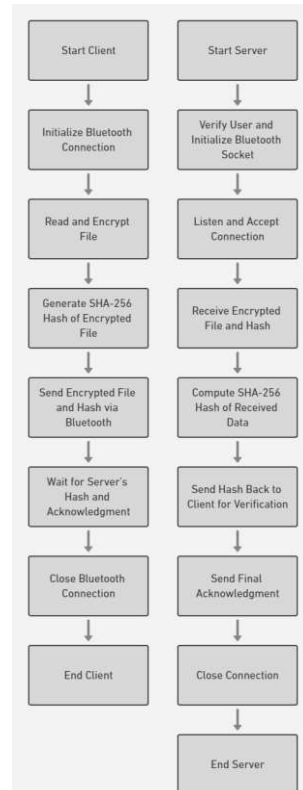 Start Client
Initialize Bluetooth
Connection
Read and Encrypt
File
Generate SHA-256
Hash of Encrypted
File
Send Encrypted File
and Hash via
Bluetooth
Wait for Server's
Hash and
Acknowledgment
Close Bluetooth
Connection
End Client
Start Server
Verify User and
Initialize Bluetooth
Socket
Listen and Accept
Connection
Receive Encrypted
File and Hash
Compute SHA-256
Hash of Received
Data
Send Hash Back to
Client for Verification
Send Final
Acknowledgment
Close Connection
End Server